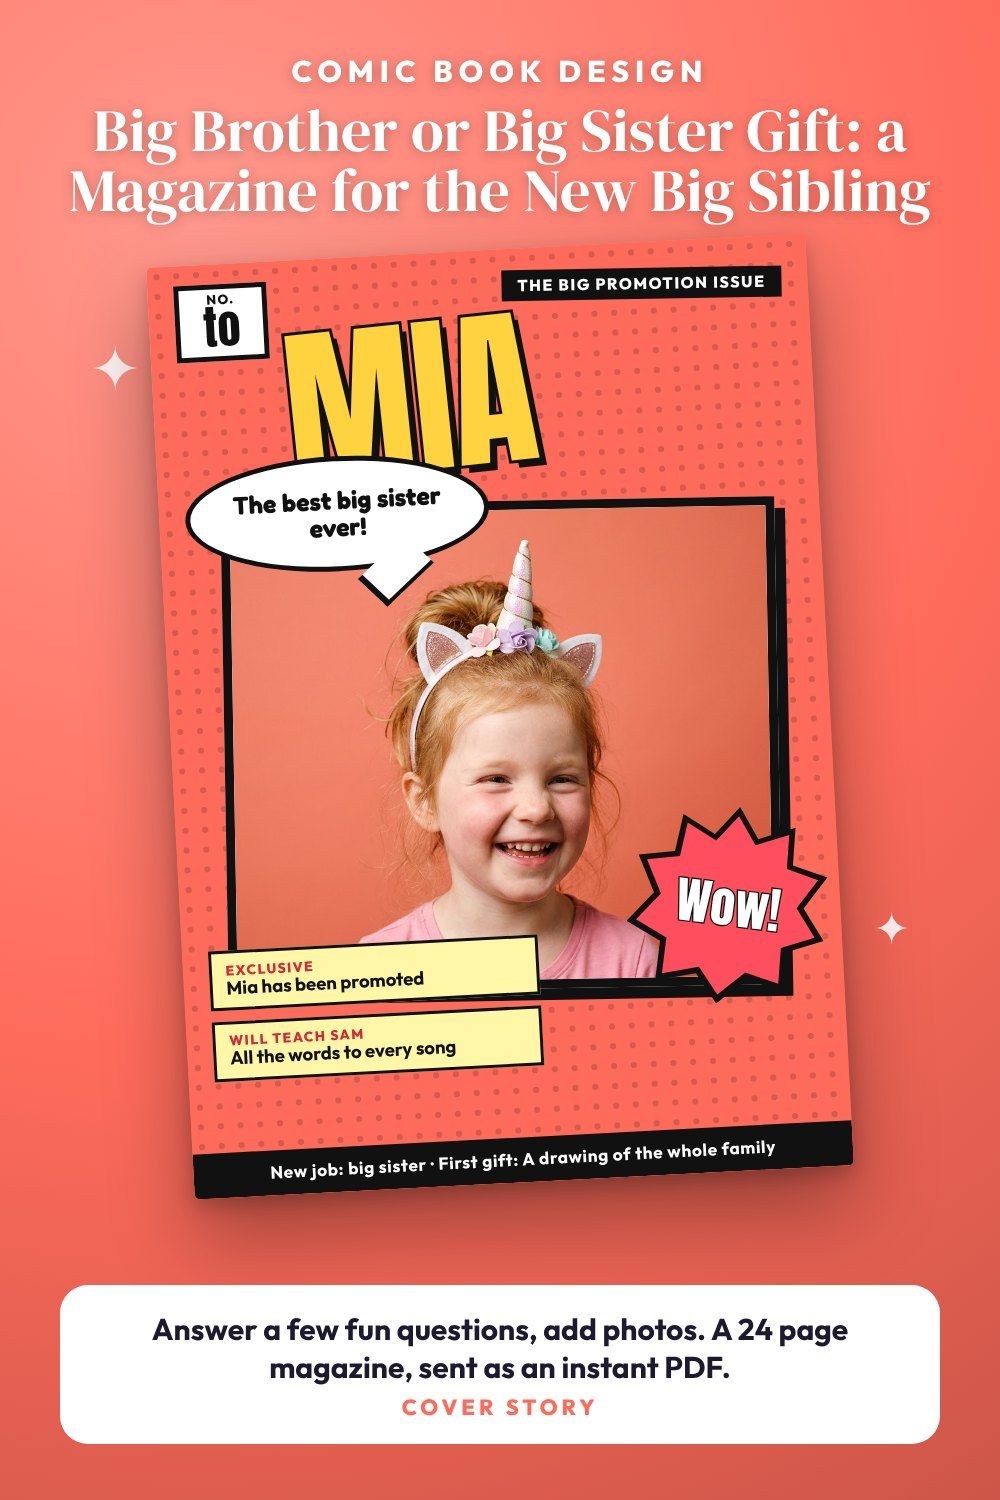 COMIC BOOK DESIGN
Big Brother or Big Sister Gift: a
Magazine for the New Big Sibling
NO.
to
THE BIG PROMOTION ISSUE
MIA
The best big sister
ever!
Wow!
EXCLUSIVE
Mia has been promoted
WILL TEACH SAM
All the words to every song
New job: big sister · First gift: A drawing of the whole family
Answer a few fun questions, add photos. A 24 page
magazine, sent as an instant PDF.
COVER STORY